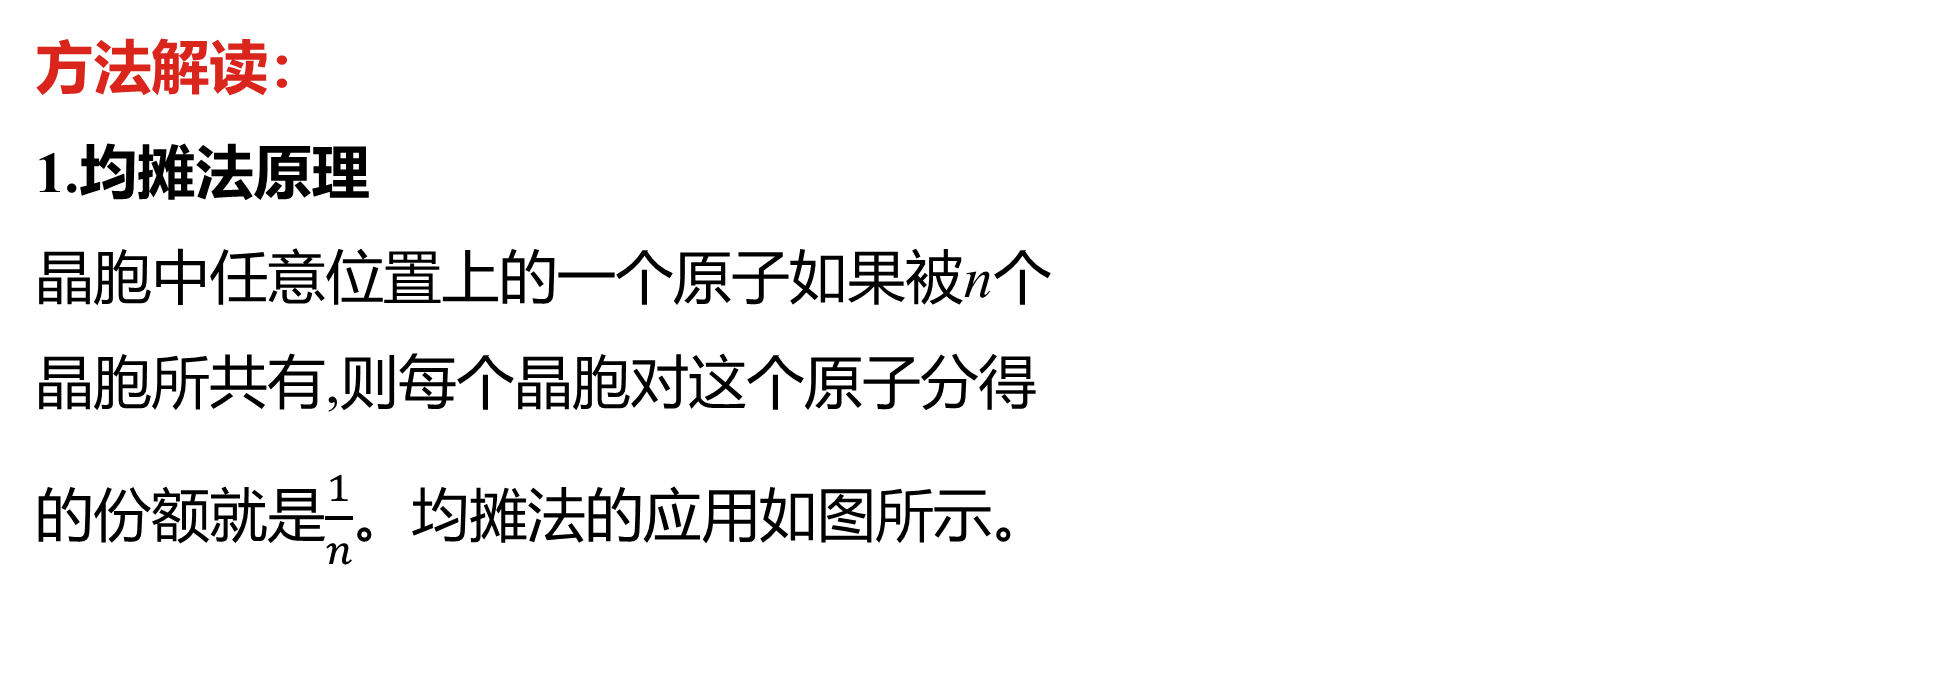 方法解读:
1.均摊法原理
晶胞中任意位置上的一个原子如果被n个
晶胞所共有,则每个晶胞对这个原子分得
的份额就是1/n。均摊法的应用如图所示。